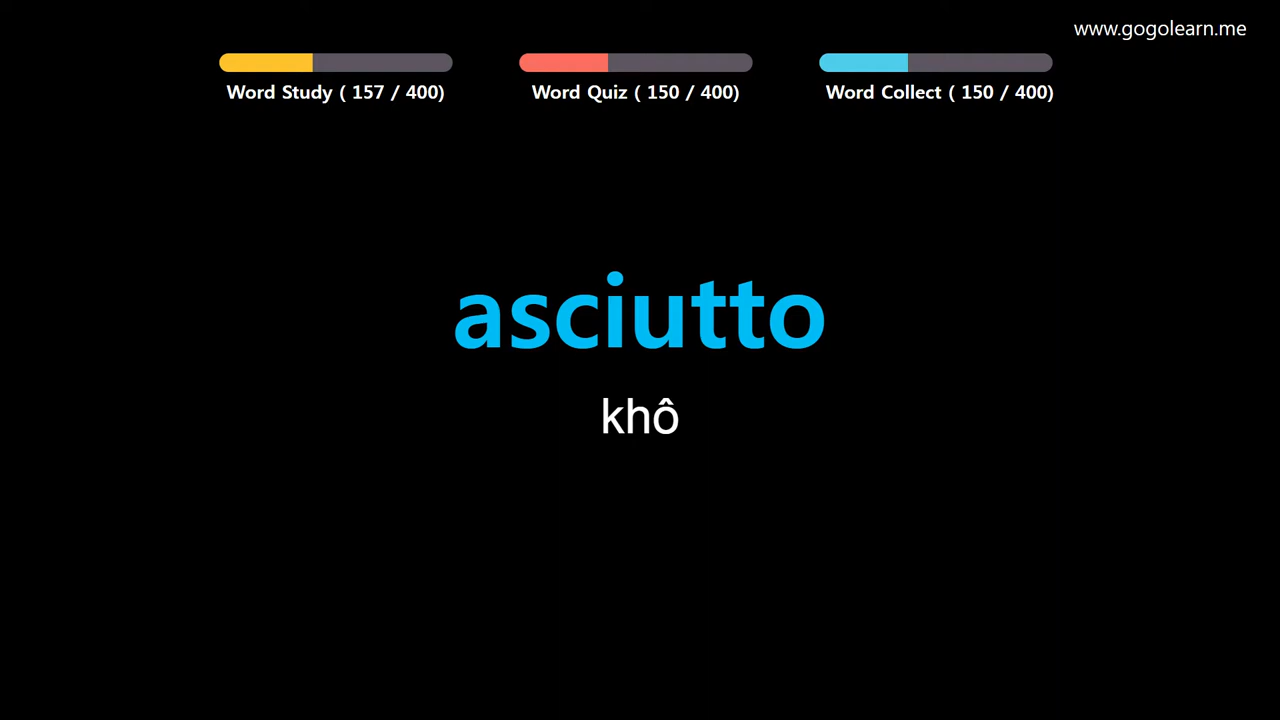 www.gogolearn.me
Word Study ( 157 / 400)
Word Quiz ( 150 / 400)
Word Collect ( 150 / 400)
asciutto
khô